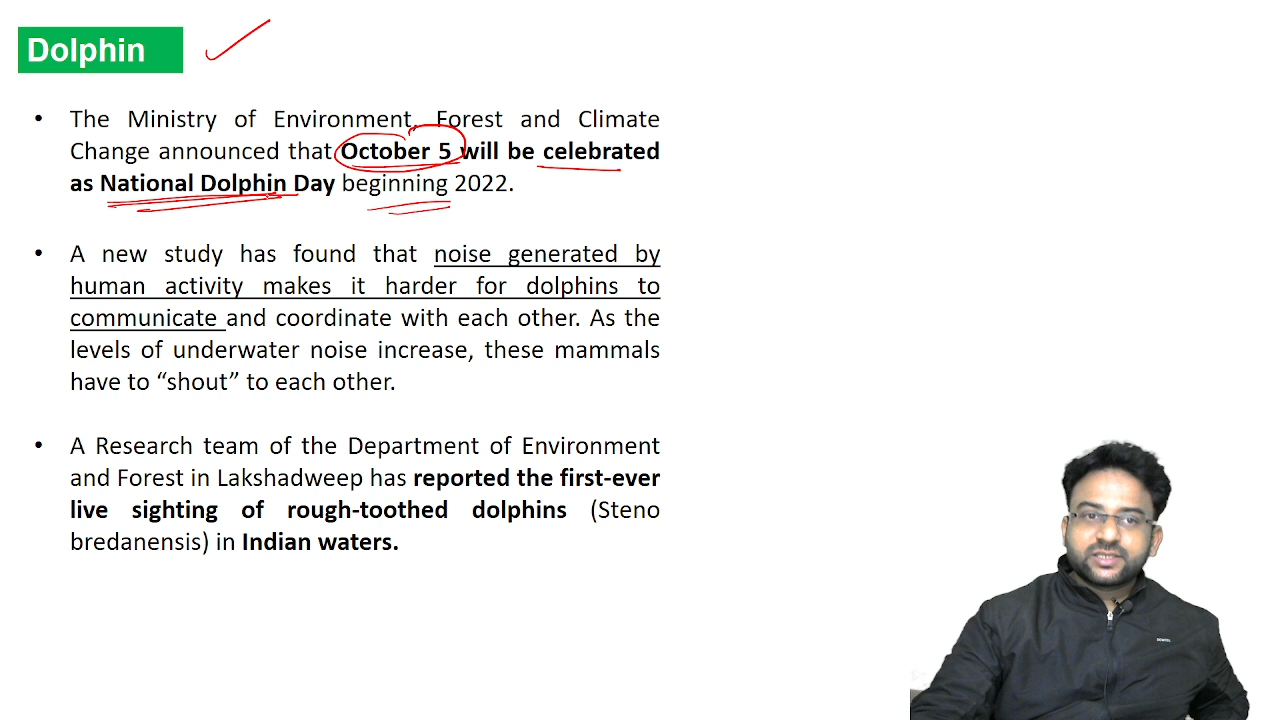 Dolphin
• The Ministry of Environment, Forest and Climate
Change announced that October 5 will be celebrated
as National Dolphin Day beginning 2022.
• A new study has found that noise generated by
human activity makes it harder for dolphins to
communicate and coordinate with each other. As the
levels of underwater noise increase, these mammals
have to “shout” to each other.
• A Research team of the Department of Environment
and Forest in Lakshadweep has reported the first-ever
live sighting of rough-toothed dolphins (Steno
bredanensis) in Indian waters.